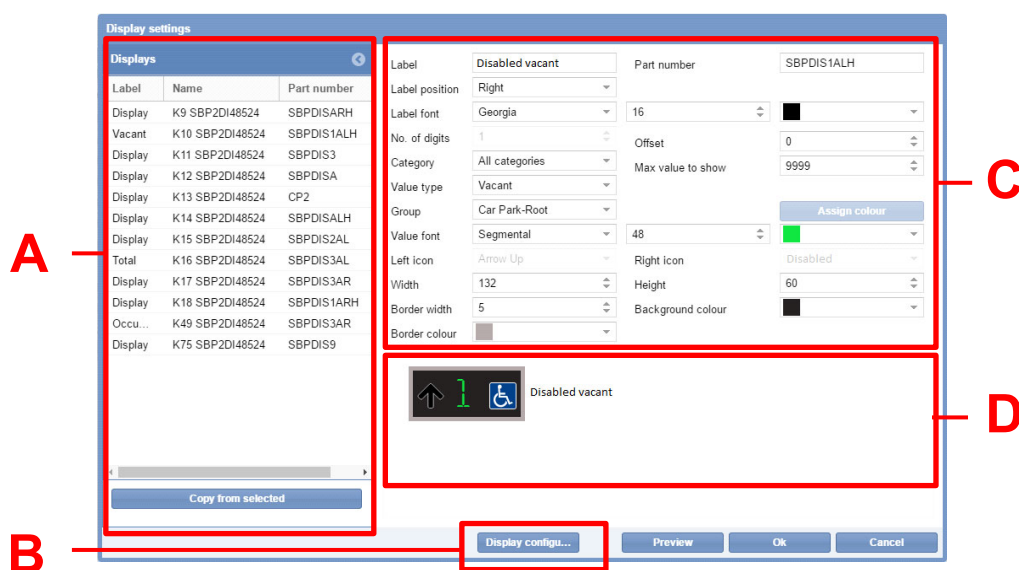 Display settings
Displays
Label Name Part number
Display K9 SBP2DI48524 SBPDISARH
Vacant K10 SBP2DI48524 SBPDIS1ALH
Display K11 SBP2DI48524 SBPDIS3
Display K12 SBP2DI48524 SBPDISA
Display K13 SBP2DI48524 CP2
Display K14 SBP2DI48524 SBPDISALH
Display K15 SBP2DI48524 SBPDIS2AL
Total K16 SBP2DI48524 SBPDIS3AL
Display K17 SBP2DI48524 SBPDIS3AR
Display K18 SBP2DI48524 SBPDIS1ARH
Occu... K49 SBP2DI48524 SBPDIS3AR
Display K75 SBP2DI48524 SBPDIS9
Copy from selected
A
B
Label Disabled vacant Part number SBPDIS1ALH
Label position Right
Label font Georgia 16
No. of digits 1 Offset 0
Category All categories Max value to show 9999
Value type Vacant
Group Car Park-Root Assign colour
Value font Segmental 48
Left icon Arrow Up Right icon Disabled
Width 132 Height 60
Border width 5 Background colour
Border colour
C
1 Disabled vacant
D
Display configu... Preview Ok Cancel